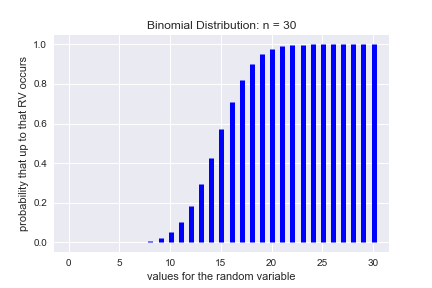 Binomial Distribution: n = 30
probability that up to that RV occurs
1.0
0.8
0.6
0.4
0.2
0.0
0 5 10 15 20 25 30
values for the random variable